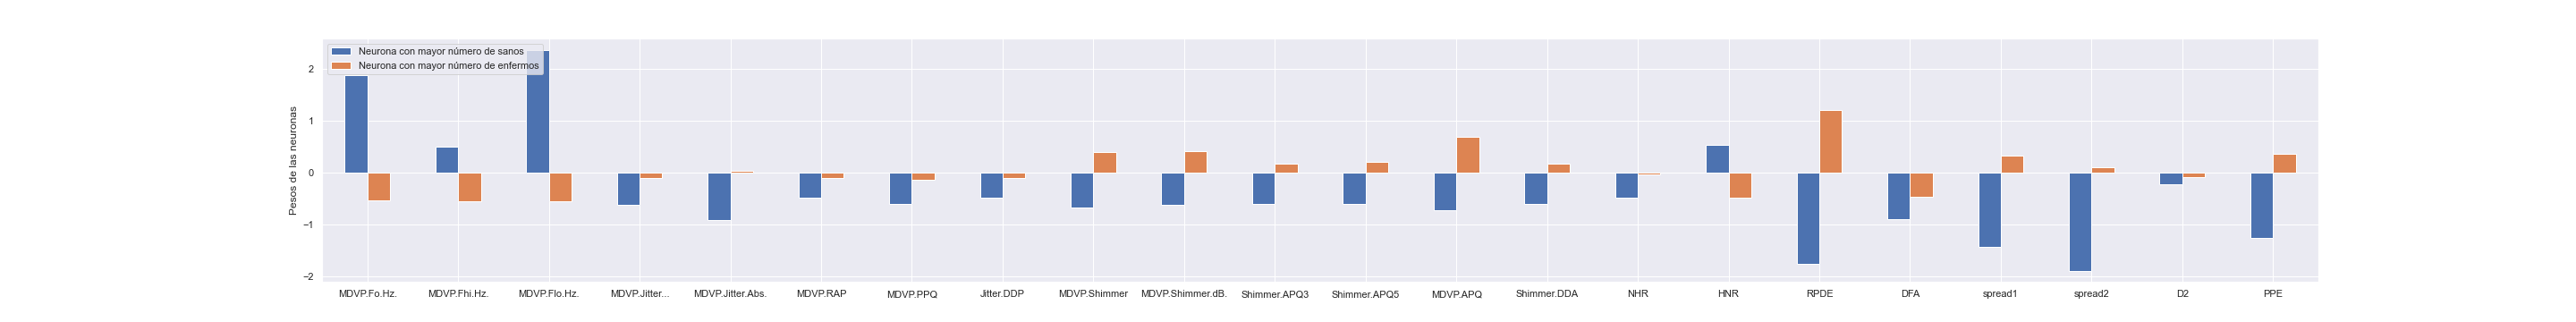 Neurona con mayor número de sanos
Neurona con mayor número de enfermos
Pesos de las neuronas
2
1
0
−1
−2
MDVP.Fo.Hz. MDVP.Fhi.Hz. MDVP.Flo.Hz. MDVP.Jitter... MDVP.Jitter.Abs. MDVP.RAP MDVP.PPQ Jitter.DDP MDVP.Shimmer MDVP.Shimmer.dB. Shimmer.APQ3 Shimmer.APQ5 MDVP.APQ Shimmer.DDA NHR HNR RPDE DFA spread1 spread2 D2 PPE